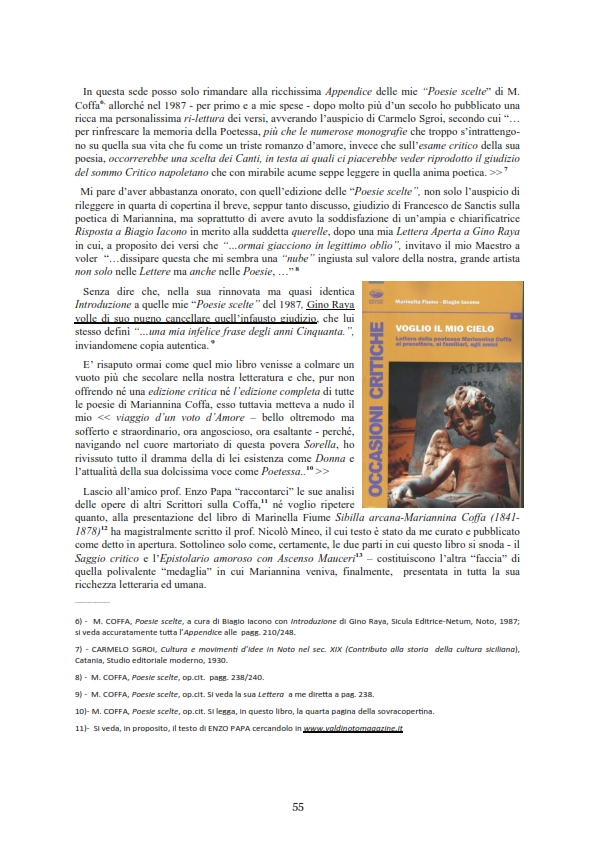 In questa sede posso solo rimandare alla ricchissima Appendice delle mie “Poesie scelte” di M.
Coffa6, allorché nel 1987 - per primo e a mie spese - dopo molto più d’un secolo ho pubblicato una
ricca ma personalissima ri-lettura dei versi, avverando l’auspicio di Carmelo Sgroi, secondo cui “…
per rinfrescare la memoria della Poetessa, più che le numerose monografie che troppo s’intrattengo-
no su quella sua vita che fu come un triste romanzo d’amore, invece che sull’esame critico della sua
poesia, occorrerebbe una scelta dei Canti, in testa ai quali ci piacerebbe veder riprodotto il giudizio
del sommo Critico napoletano che con mirabile acume seppe leggere in quella anima poetica. >> 7
Mi pare d’aver abbastanza onorato, con quell’edizione delle “Poesie scelte”, non solo l’auspicio di
rileggere in quarta di copertina il breve, seppur tanto discusso, giudizio di Francesco de Sanctis sulla
poetica di Mariannina, ma soprattutto di avere avuto la soddisfazione di un’ampia e chiarificatrice
Risposta a Biagio Iacono in merito alla suddetta querelle, dopo una mia Lettera Aperta a Gino Raya
in cui, a proposito dei versi che “…ormai giacciono in legittimo oblio”, invitavo il mio Maestro a
voler “…dissipare questa che mi sembra una “nube” ingiusta sul valore della nostra, grande artista
non solo nelle Lettere ma anche nelle Poesie, …” 8
Senza dire che, nella sua rinnovata ma quasi identica
Introduzione a quelle mie “Poesie scelte” del 1987, Gino Raya
volle di suo pugno cancellare quell’infausto giudizio, che lui
stesso definì “…una mia infelice frase degli anni Cinquanta.”,
inviandomene copia autentica. 9
E’ risaputo ormai come quel mio libro venisse a colmare un
vuoto più che secolare nella nostra letteratura e che, pur non
offrendo né una edizione critica né l’edizione completa di tutte
le poesie di Mariannina Coffa, esso tuttavia metteva a nudo il
mio << viaggio d’un voto d’Amore – bello oltremodo ma
sofferto e straordinario, ora angoscioso, ora esaltante - perché,
navigando nel cuore martoriato di questa povera Sorella, ho
rivissuto tutto il dramma della di lei esistenza come Donna e
l’attualità della sua dolcissima voce come Poetessa..10 >>
Marinella Fiume - Biagio Iacono
VOGLIO IL MIO CIELO
Lettere della poetessa Mariannina Coffa
al precettore, ai familiari, agli amici
OCCASIONI CRITICHE
PATRIA
1878
Lascio all’amico prof. Enzo Papa “raccontarci” le sue analisi
delle opere di altri Scrittori sulla Coffa,11 né voglio ripetere
quanto, alla presentazione del libro di Marinella Fiume Sibilla arcana-Mariannina Coffa (1841-
1878)12 ha magistralmente scritto il prof. Nicolò Mineo, il cui testo è stato da me curato e pubblicato
come detto in apertura. Sottolineo solo come, certamente, le due parti in cui questo libro si snoda - il
Saggio critico e l’Epistolario amoroso con Ascenso Mauceri13 – costituiscono l’altra “faccia” di
quella polivalente “medaglia” in cui Mariannina veniva, finalmente, presentata in tutta la sua
ricchezza letteraria ed umana.
6) - M. COFFA, Poesie scelte, a cura di Biagio Iacono con Introduzione di Gino Raya, Sicula Editrice-Netum, Noto, 1987;
si veda accuratamente tutta l’Appendice alle pagg. 210/248.
7) - CARMELO SGROI, Cultura e movimenti d’idee in Noto nel sec. XIX (Contributo alla storia della cultura siciliana),
Catania, Studio editoriale moderno, 1930.
8) - M. COFFA, Poesie scelte, op.cit. pagg. 238/240.
9) - M. COFFA, Poesie scelte, op.cit. Si veda la sua Lettera a me diretta a pag. 238.
10)- M. COFFA, Poesie scelte, op.cit. Si legga, in questo libro, la quarta pagina della sovracopertina.
11)- Si veda, in proposito, il testo di ENZO PAPA cercandolo in www.valdinotomagazine.it
55